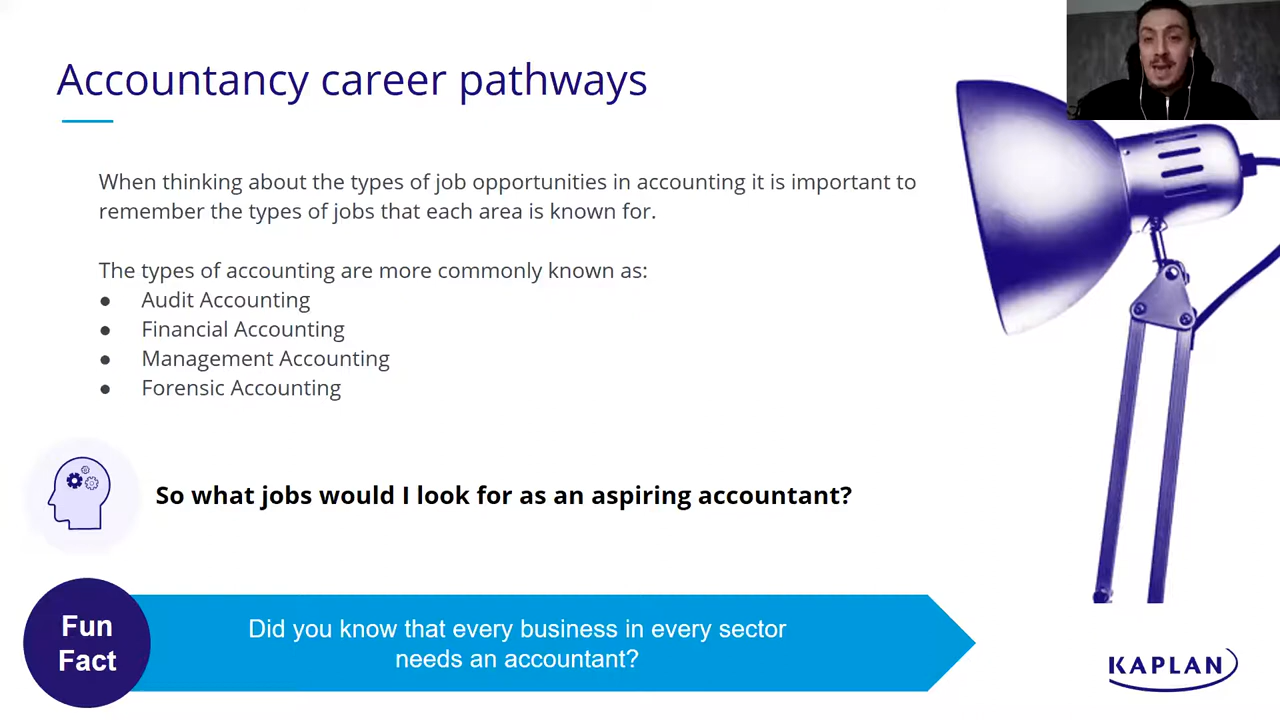 Accountancy career pathways
When thinking about the types of job opportunities in accounting it is important to
remember the types of jobs that each area is known for.
The types of accounting are more commonly known as:
● Audit Accounting
● Financial Accounting
● Management Accounting
● Forensic Accounting
So what jobs would I look for as an aspiring accountant?
Fun
Fact
Did you know that every business in every sector
needs an accountant?
KAPLAN